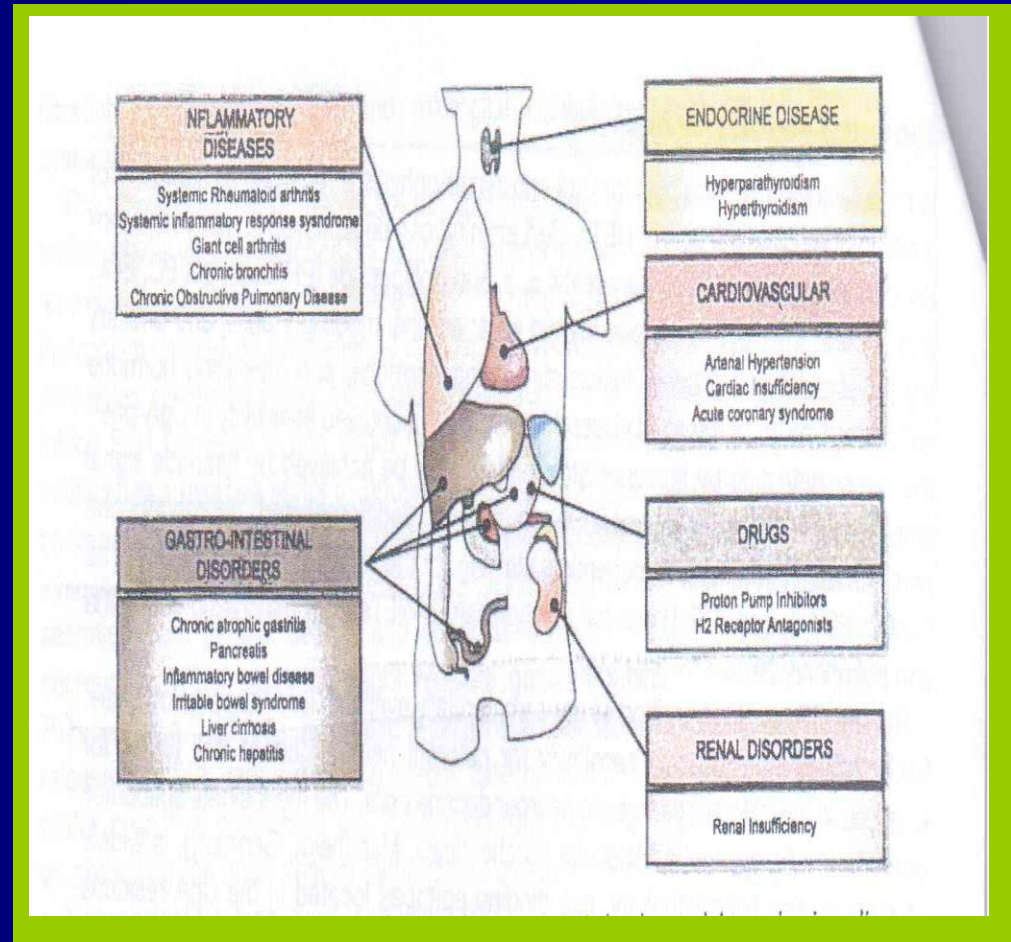 NFLAMMATORY
DISEASES
Systemic Rheumatoid arthritis
Systemic inflammatory response sysndrome
Giant cell arthritis
Chronic bronchitis
Chronic Obstructive Pulmonary Disease
GASTRO-INTESTINAL
DISORDERS
Chronic atrophic gastritis
Pancreatis
Inflammatory bowel disease
Irritable bowel syndrome
Liver cirrhosis
Chronic hepatitis
ENDOCRINE DISEASE
Hyperparathyroidism
Hyperthyroidism
CARDIOVASCULAR
Arterial Hypertension
Cardiac insufficiency
Acute coronary syndrome
DRUGS
Proton Pump Inhibitors
H2 Receptor Antagonists
RENAL DISORDERS
Renal Insufficiency